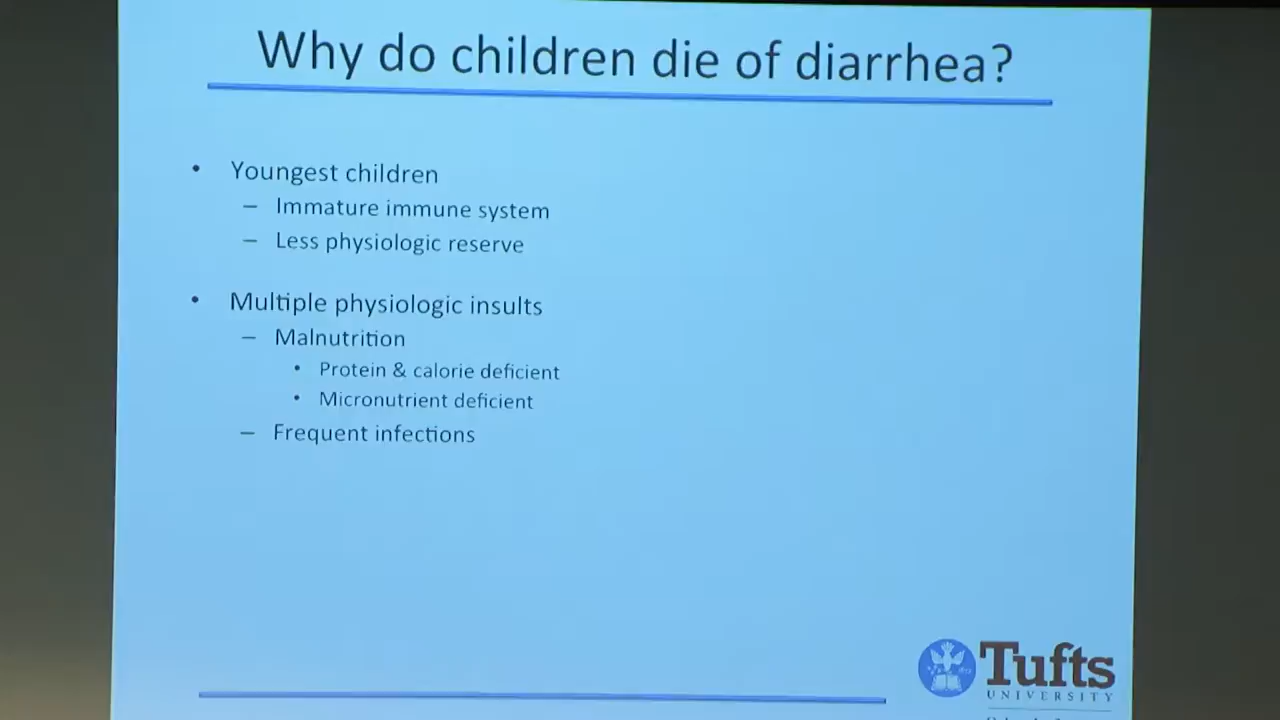 Why do children die of diarrhea?
• Youngest children
– Immature immune system
– Less physiologic reserve
• Multiple physiologic insults
– Malnutrition
• Protein & calorie deficient
• Micronutrient deficient
– Frequent infections
Tufts
UNIVERSITY